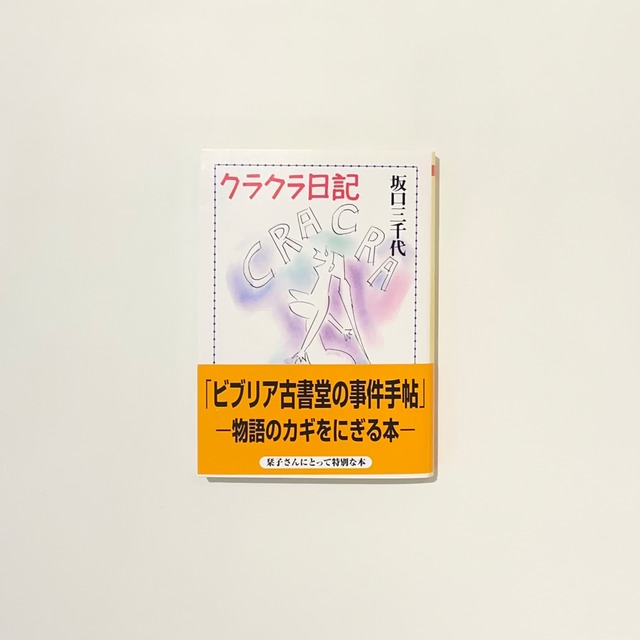 クラクラ日記
坂口三千代
CRACRA
「ビブリア古書堂の事件手帖」
―物語のカギをにぎる本―
栞子さんにとって特別な本